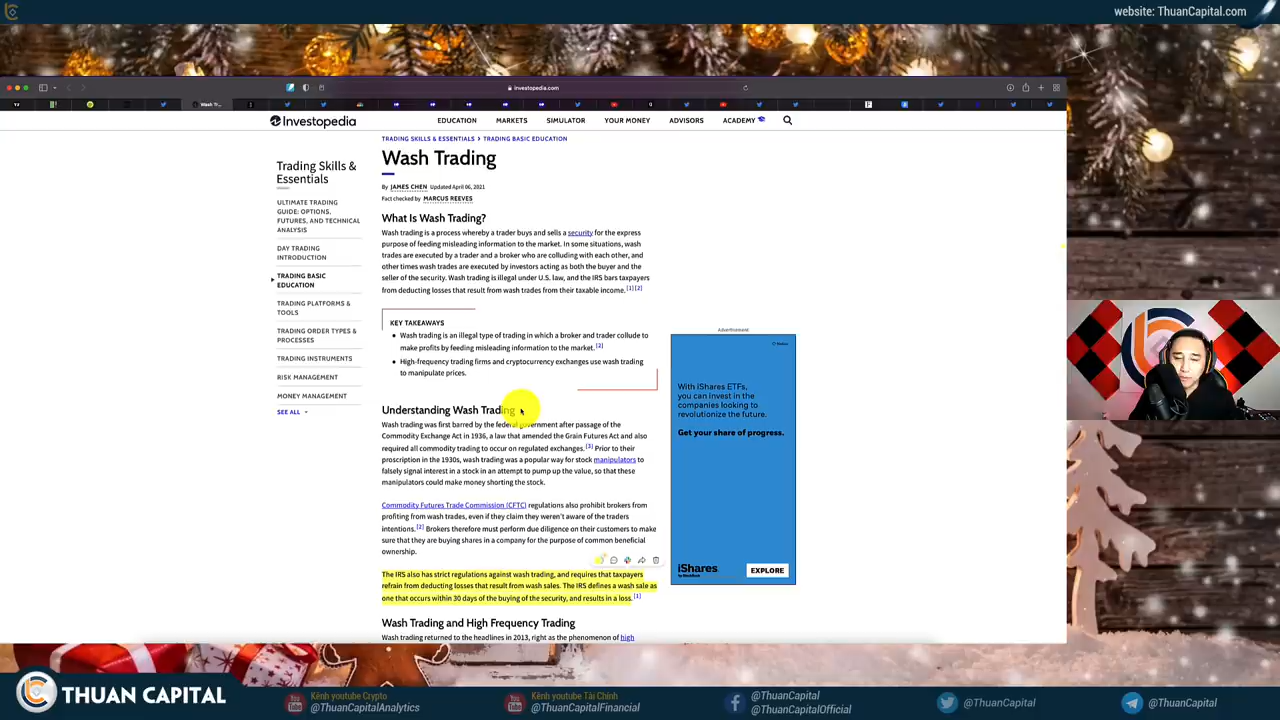 website: ThuanCapital.com
investopedia.com
Wash Tr...
Investopedia
EDUCATION MARKETS SIMULATOR YOUR MONEY ADVISORS ACADEMY
TRADING SKILLS & ESSENTIALS > TRADING BASIC EDUCATION
Trading Skills &
Essentials
ULTIMATE TRADING
GUIDE: OPTIONS,
FUTURES, AND TECHNICAL
ANALYSIS
DAY TRADING
INTRODUCTION
TRADING BASIC
EDUCATION
TRADING PLATFORMS &
TOOLS
TRADING ORDER TYPES &
PROCESSES
TRADING INSTRUMENTS
RISK MANAGEMENT
MONEY MANAGEMENT
SEE ALL
Wash Trading
By JAMES CHEN Updated April 06, 2021
Fact checked by MARCUS REEVES
What Is Wash Trading?
Wash trading is a process whereby a trader buys and sells a security for the express
purpose of feeding misleading information to the market. In some situations, wash
trades are executed by a trader and a broker who are colluding with each other, and
other times wash trades are executed by investors acting as both the buyer and the
seller of the security. Wash trading is illegal under U.S. law, and the IRS bars taxpayers
from deducting losses that result from wash trades from their taxable income. [1] [2]
KEY TAKEAWAYS
• Wash trading is an illegal type of trading in which a broker and trader collude to
make profits by feeding misleading information to the market. [2]
• High-frequency trading firms and cryptocurrency exchanges use wash trading
to manipulate prices.
Understanding Wash Trading
Wash trading was first barred by the federal government after passage of the
Commodity Exchange Act in 1936, a law that amended the Grain Futures Act and also
required all commodity trading to occur on regulated exchanges. [3] Prior to their
proscription in the 1930s, wash trading was a popular way for stock manipulators to
falsely signal interest in a stock in an attempt to pump up the value, so that these
manipulators could make money shorting the stock.
Commodity Futures Trade Commission (CFTC) regulations also prohibit brokers from
profiting from wash trades, even if they claim they weren't aware of the traders
intentions. [2] Brokers therefore must perform due diligence on their customers to make
sure that they are buying shares in a company for the purpose of common beneficial
ownership.
The IRS also has strict regulations against wash trading, and requires that taxpayers
refrain from deducting losses that result from wash sales. The IRS defines a wash sale as
one that occurs within 30 days of the buying of the security, and results in a loss. [1]
Wash Trading and High Frequency Trading
Wash trading returned to the headlines in 2013, right as the phenomenon of high
Advertisement
With iShares ETFs,
you can invest in the
companies looking to
revolutionize the future.
Get your share of progress.
iShares
by BlackRock
EXPLORE
THUAN CAPITAL
Kênh youtube Crypto
@ThuanCapitalAnalytics
Kênh youtube Tài Chính
@ThuanCapitalFinancial
@ThuanCapital
@ThuanCapitalOfficial
@ThuanCapital
@ThuanCapital